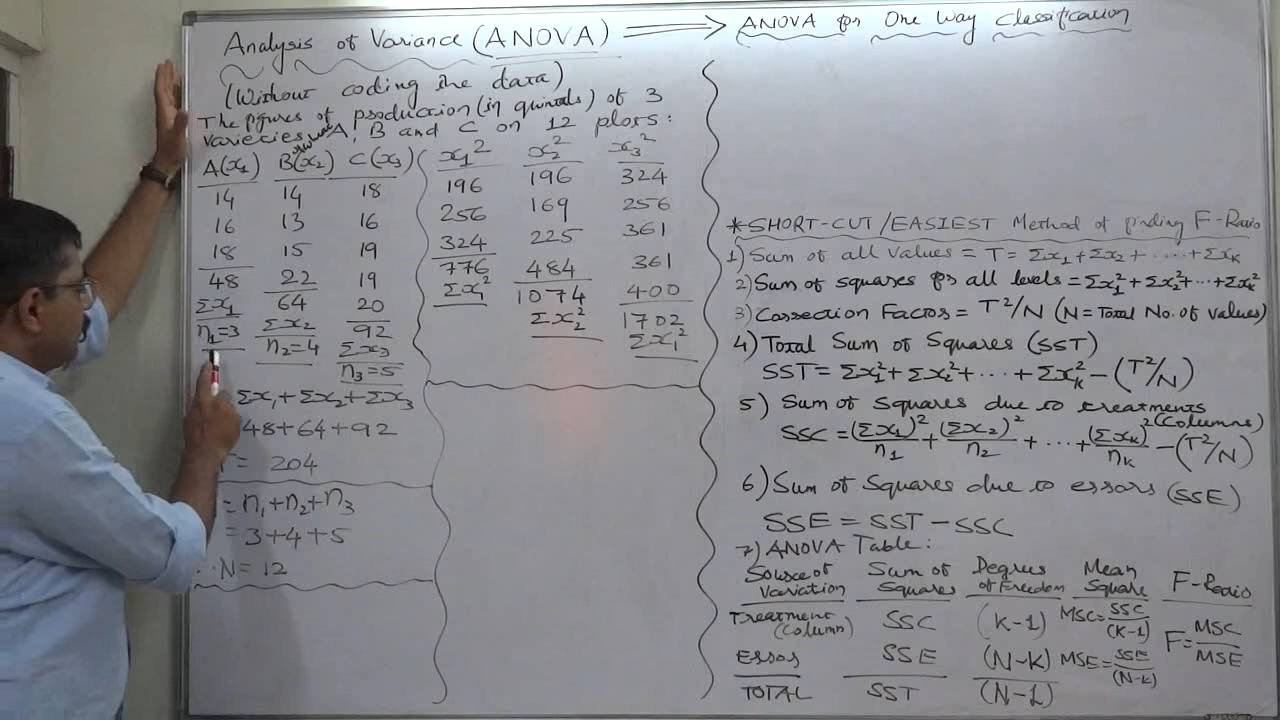 Analysis of Variance (ANOVA) ⟹ ANOVA for One Way Classification
(Without coding the data)
The figures of production (in quintals) of 3
varieties A, B and C on 12 plots:
A(x₁) B(x₂) C(x₃) x₁² x₂² x₃²
14 14 18 196 196 324
16 13 16 256 169 256
18 15 19 324 225 361
48 22 19 776 484 361
Σx₁ 64 20 Σx₁² 1074 400
n₁=3 Σx₂ 92 Σx₂² 1702
n₂=4 Σx₃ Σx₁²
n₃=5
Σx₁+Σx₂+Σx₃
48+64+92
= 204
= n₁+n₂+n₃
= 3+4+5
N = 12
*SHORT-CUT/EASIEST Method of finding F-Ratio
1) Sum of all values = T = Σx₁+Σx₂+ ····+Σxₖ
2) Sum of squares for all levels = Σx₁²+Σx₂²+··+Σxₖ²
3) Correction Factor = T²/N (N=Total No. of values)
4) Total Sum of Squares (SST)
SST = Σx₁²+Σx₂²+ ···· +Σxₖ² - (T²/N)
5) Sum of Squares due to treatments
(Columns)
SSC = (Σx₁)²/n₁ + (Σx₂)²/n₂ + ···· + (Σxₖ)²/nₖ - (T²/N)
6) Sum of Squares due to errors (SSE)
SSE = SST - SSC
7) ANOVA Table:
Source of Variation Sum of Squares Degrees of Freedom Mean Square F-Ratio
Treatment (Column) SSC (K-1) MSC = SSC/(K-1) F = MSC/MSE
Error SSE (N-K) MSE = SSE/(N-K)
TOTAL SST (N-1)